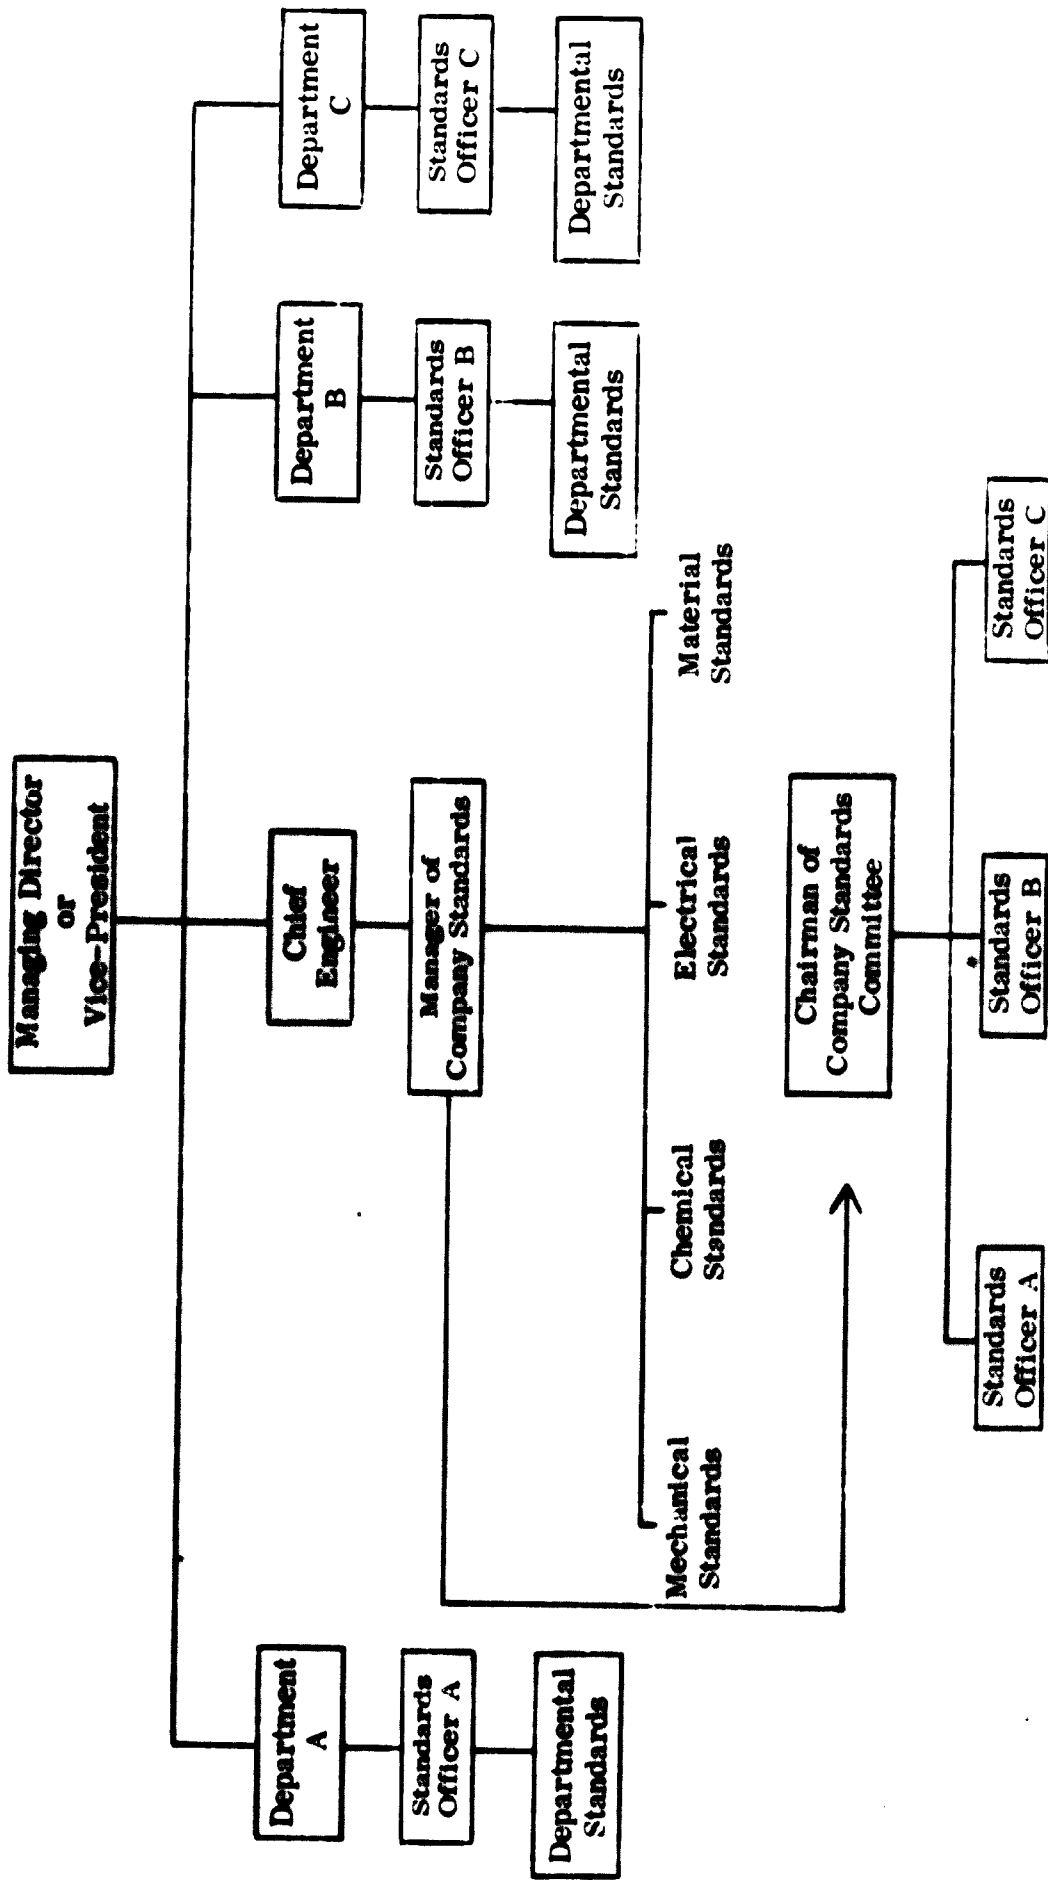 Managing Director
or
Vice-President
Department
A
Chief
Engineer
Department
B
Department
C
Standards
Officer A
Manager of
Company Standards
Standards
Officer B
Standards
Officer C
Departmental
Standards
Departmental
Standards
Departmental
Standards
Mechanical
Standards
Chemical
Standards
Electrical
Standards
Material
Standards
Chairman of
Company Standards
Committee
Standards
Officer A
Standards
Officer B
Standards
Officer C